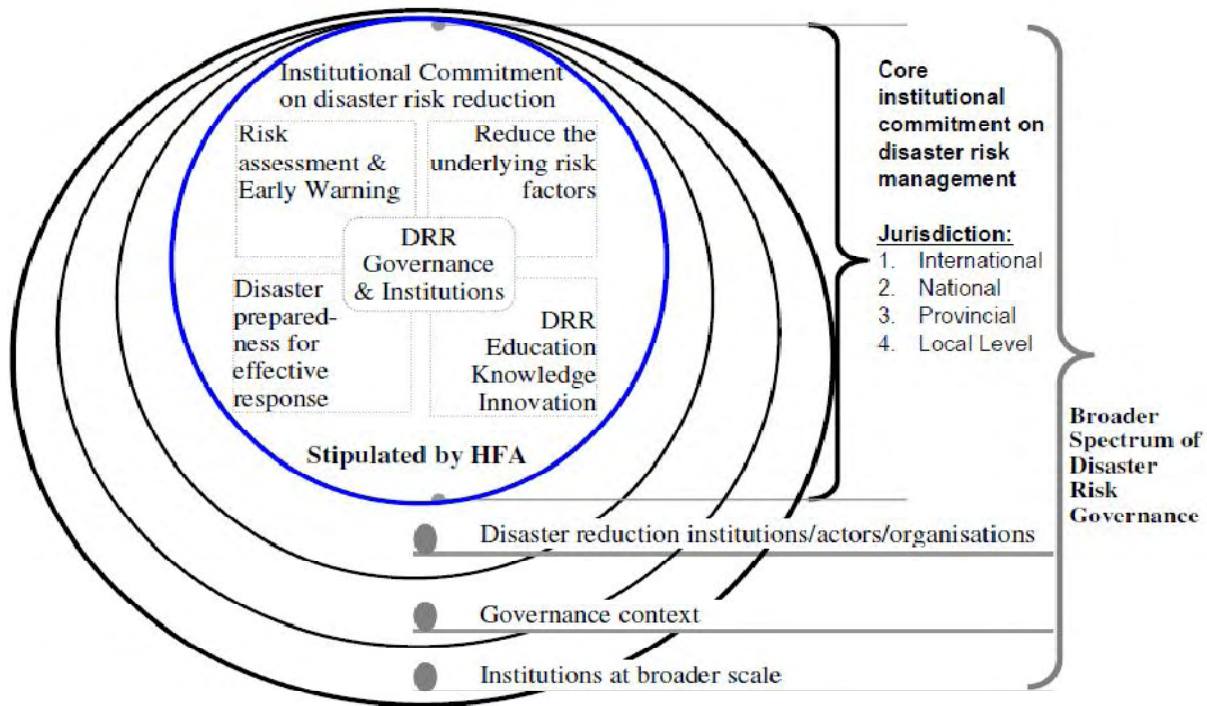 Institutional Commitment
on disaster risk reduction
Risk
assessment &
Early Warning
Reduce the
underlying risk
factors
DRR
Governance
& Institutions
Disaster
prepared-
ness for
effective
response
DRR
Education
Knowledge
Innovation
Stipulated by HFA
Core
institutional
commitment on
disaster risk
management
Jurisdiction:
1. International
2. National
3. Provincial
4. Local Level
Broader
Spectrum of
Disaster
Risk
Governance
Disaster reduction institutions/actors/organisations
Governance context
Institutions at broader scale